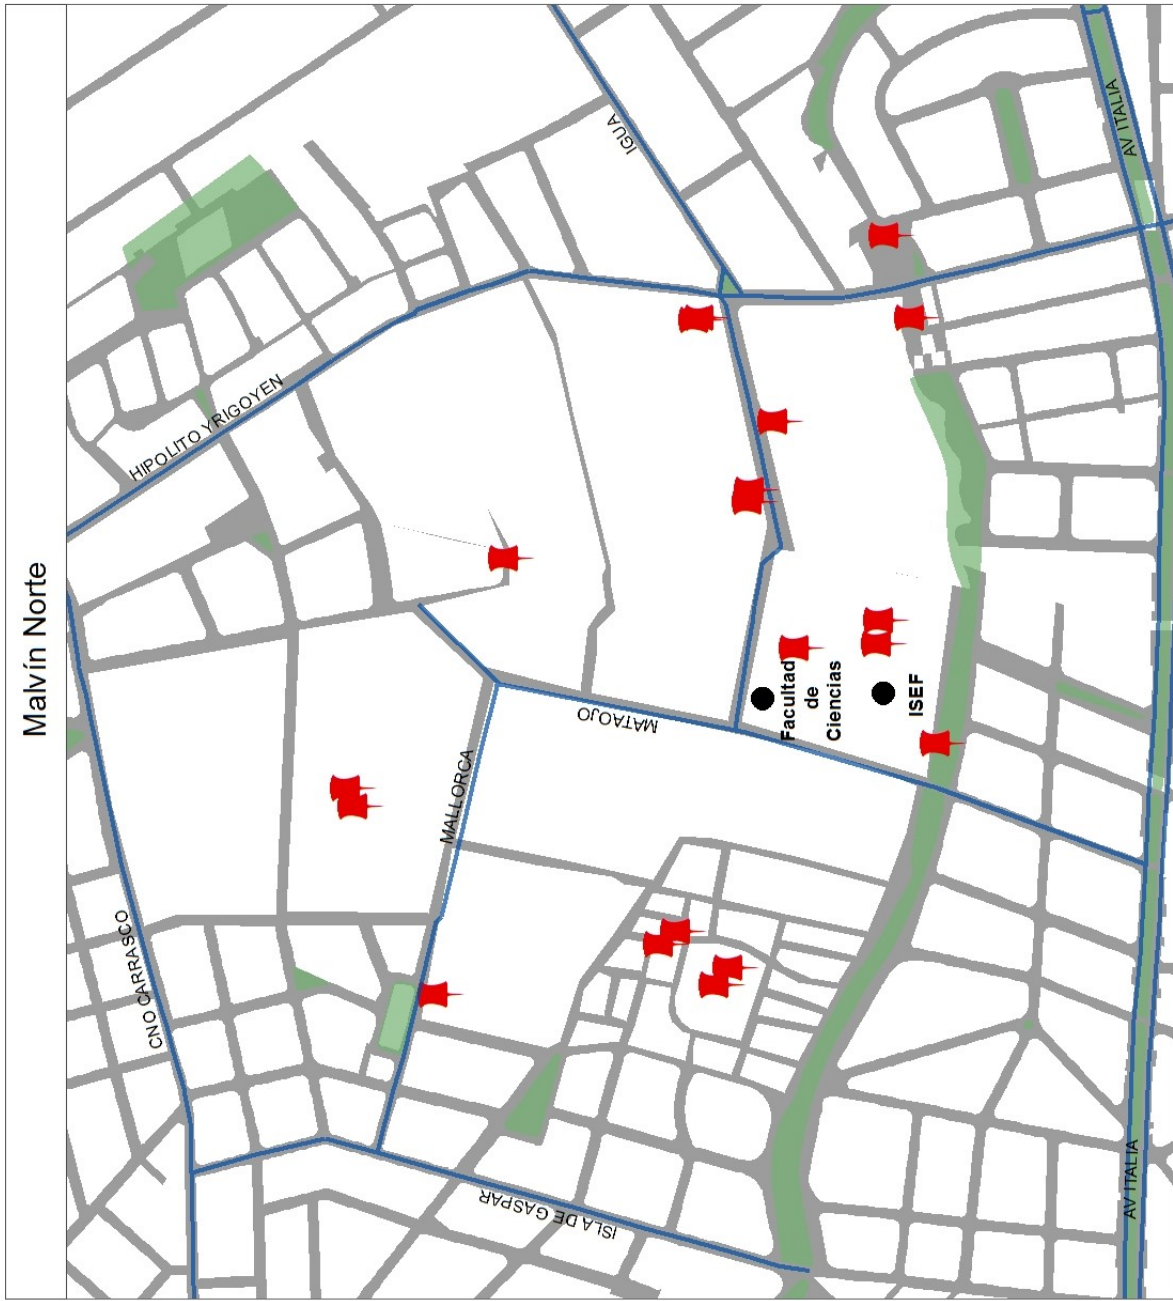 Malvín Norte
AV ITALIA
IGUA
HIPOLITO YRIGOYEN
MATAOJO
Facultad
de
Ciencias
ISEF
MALLORCA
CNO CARRASCO
ISLA DE GASPAR
AV ITALIA